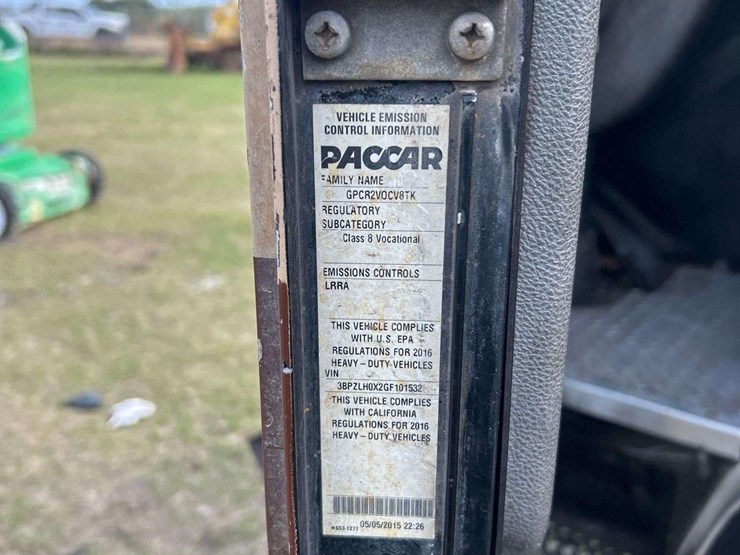 VEHICLE EMISSION
CONTROL INFORMATION
PACCAR
FAMILY NAME
GPCR2VOCV8TK
REGULATORY
SUBCATEGORY
Class 8 Vocational
EMISSIONS CONTROLS
LRRA
THIS VEHICLE COMPLIES
WITH U.S. EPA
REGULATIONS FOR 2016
HEAVY-DUTY VEHICLES
VIN
3BPZLH0X2GF101532
THIS VEHICLE COMPLIES
WITH CALIFORNIA
REGULATIONS FOR 2016
HEAVY-DUTY VEHICLES
05/05/2015 22:26